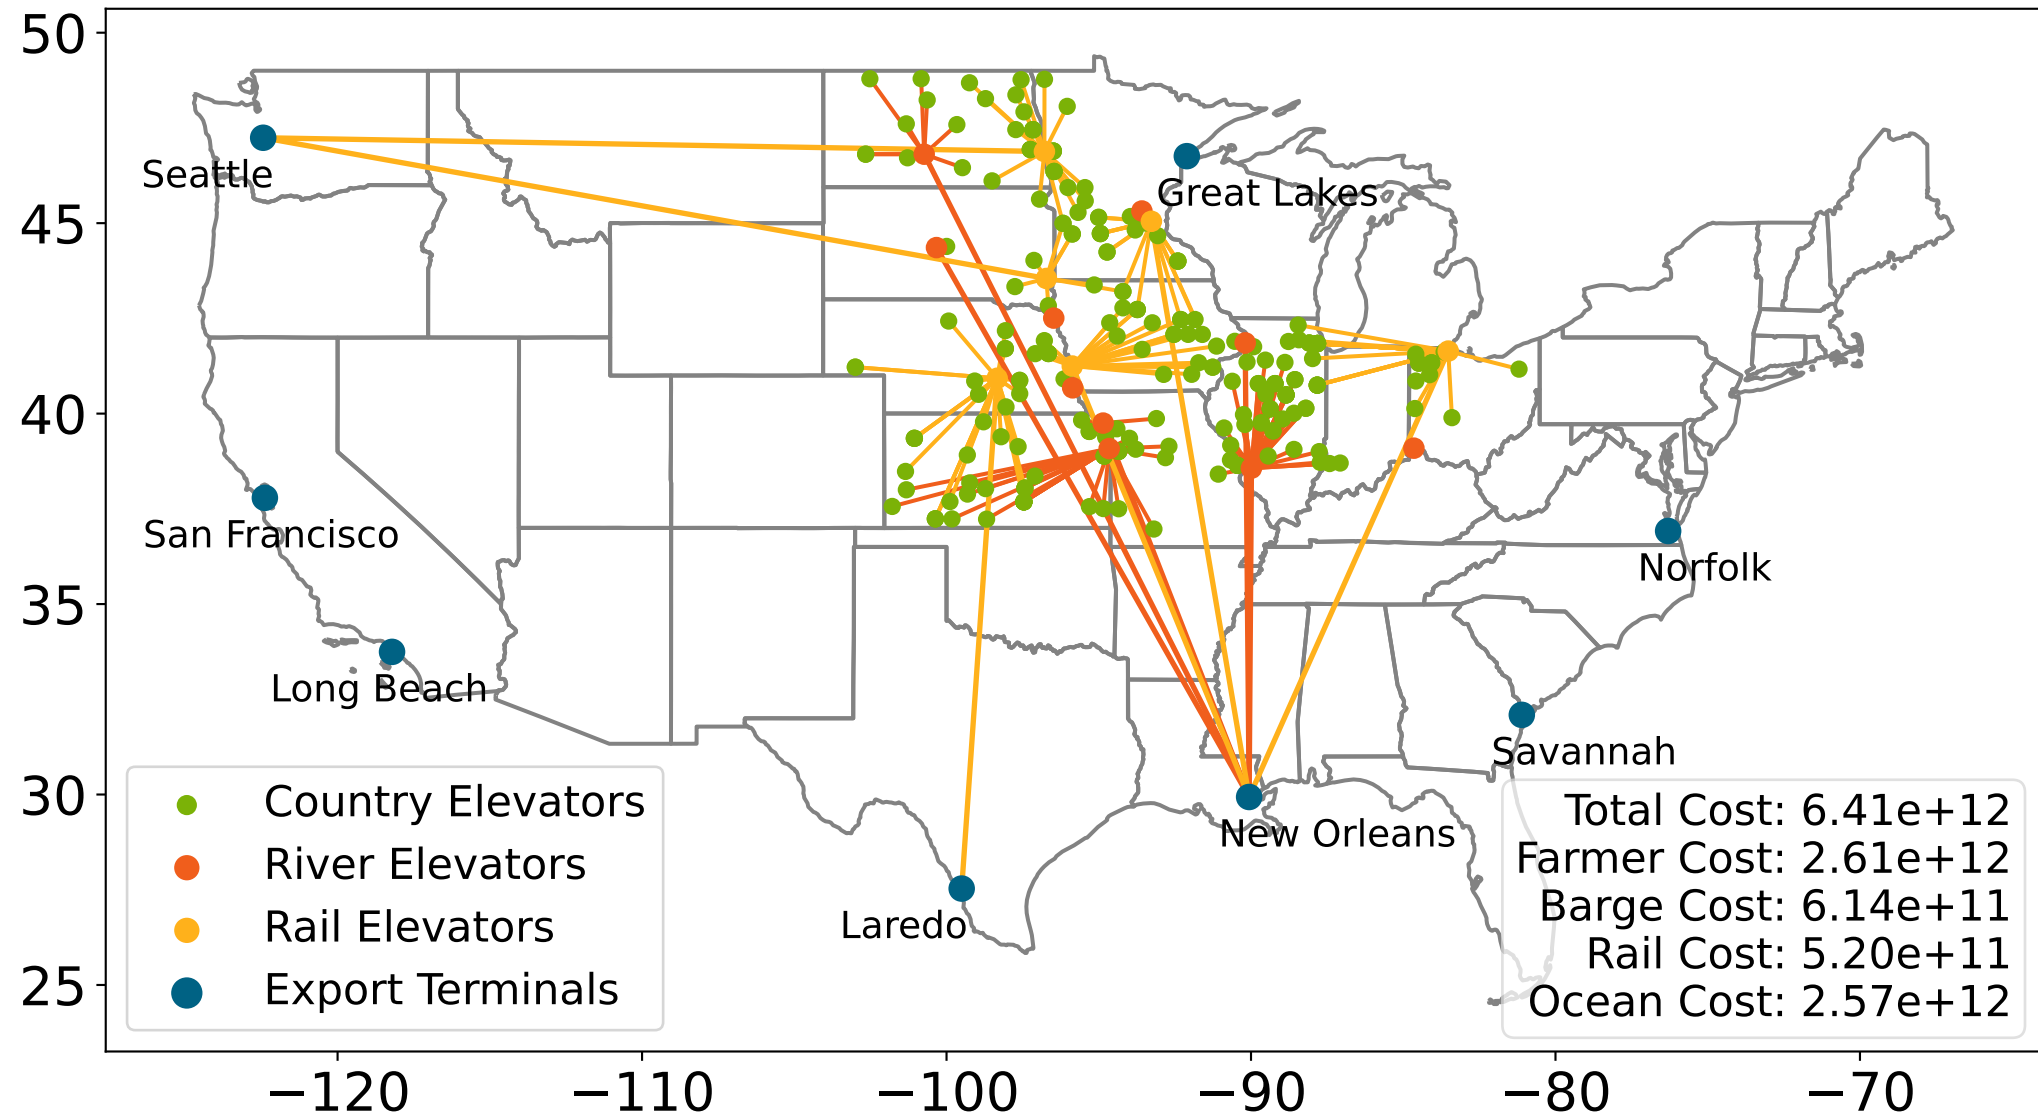 50
45
40
35
30
25
Seattle
Great Lakes
San Francisco
Norfolk
Long Beach
Savannah
New Orleans
Laredo
Country Elevators
River Elevators
Rail Elevators
Export Terminals
Total Cost: 6.41e+12
Farmer Cost: 2.61e+12
Barge Cost: 6.14e+11
Rail Cost: 5.20e+11
Ocean Cost: 2.57e+12
−120 −110 −100 −90 −80 −70